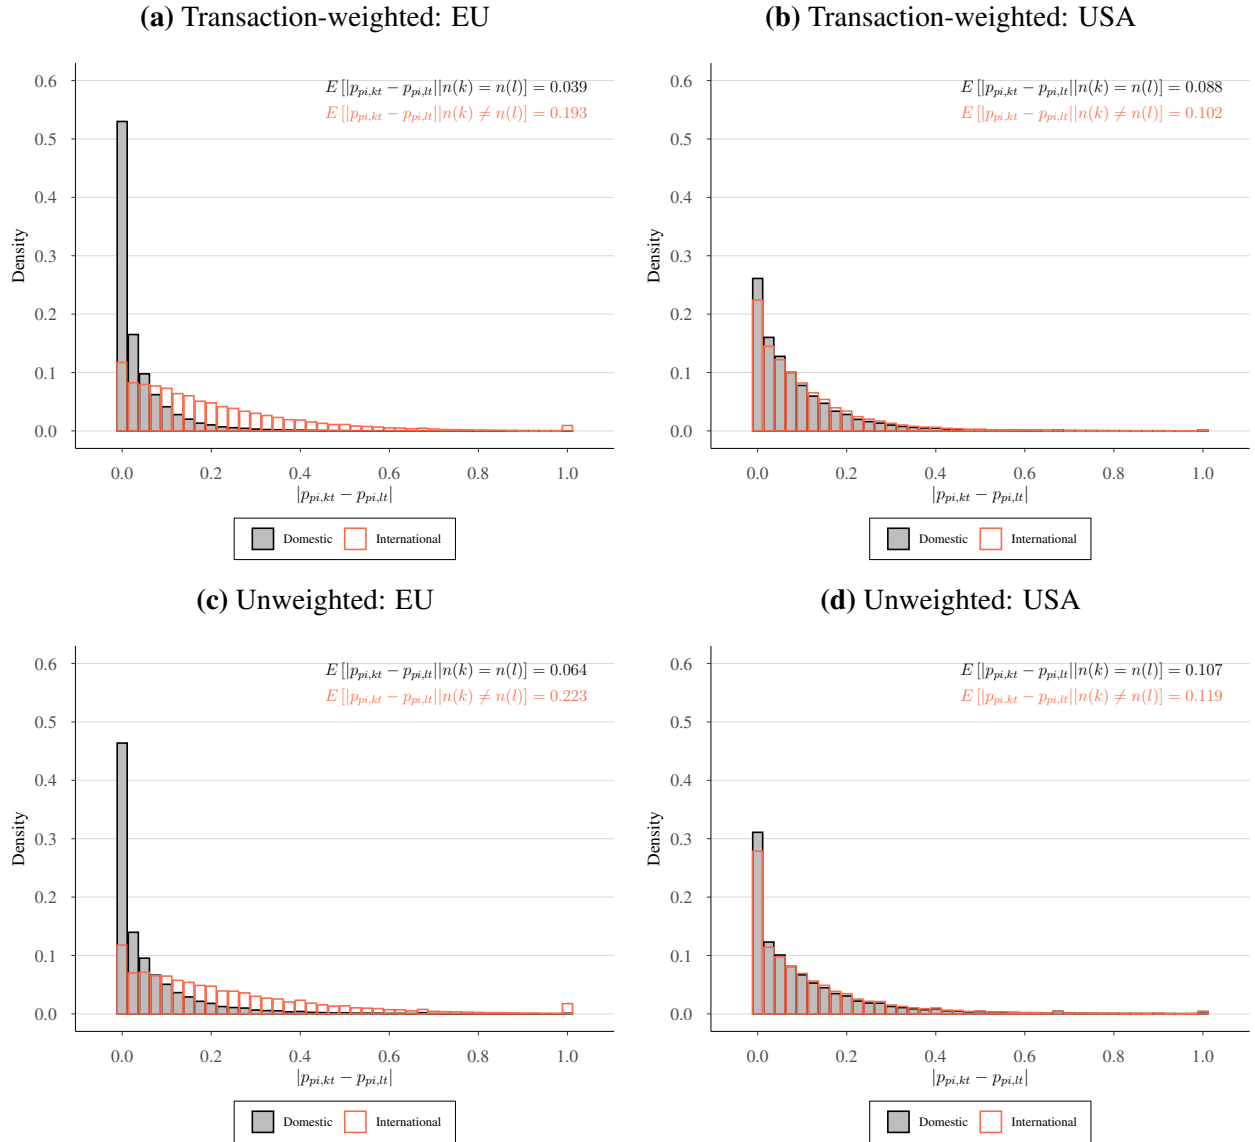 (a) Transaction-weighted: EU
E [|p_{pi,kt} − p_{pi,lt}||n(k) = n(l)] = 0.039
E [|p_{pi,kt} − p_{pi,lt}||n(k) ≠ n(l)] = 0.193
Density
0.6
0.5
0.4
0.3
0.2
0.1
0.0
0.0 0.2 0.4 0.6 0.8 1.0
|p_{pi,kt} − p_{pi,lt}|
Domestic International
(b) Transaction-weighted: USA
E [|p_{pi,kt} − p_{pi,lt}||n(k) = n(l)] = 0.088
E [|p_{pi,kt} − p_{pi,lt}||n(k) ≠ n(l)] = 0.102
Density
0.6
0.5
0.4
0.3
0.2
0.1
0.0
0.0 0.2 0.4 0.6 0.8 1.0
|p_{pi,kt} − p_{pi,lt}|
Domestic International
(c) Unweighted: EU
E [|p_{pi,kt} − p_{pi,lt}||n(k) = n(l)] = 0.064
E [|p_{pi,kt} − p_{pi,lt}||n(k) ≠ n(l)] = 0.223
Density
0.6
0.5
0.4
0.3
0.2
0.1
0.0
0.0 0.2 0.4 0.6 0.8 1.0
|p_{pi,kt} − p_{pi,lt}|
Domestic International
(d) Unweighted: USA
E [|p_{pi,kt} − p_{pi,lt}||n(k) = n(l)] = 0.107
E [|p_{pi,kt} − p_{pi,lt}||n(k) ≠ n(l)] = 0.119
Density
0.6
0.5
0.4
0.3
0.2
0.1
0.0
0.0 0.2 0.4 0.6 0.8 1.0
|p_{pi,kt} − p_{pi,lt}|
Domestic International